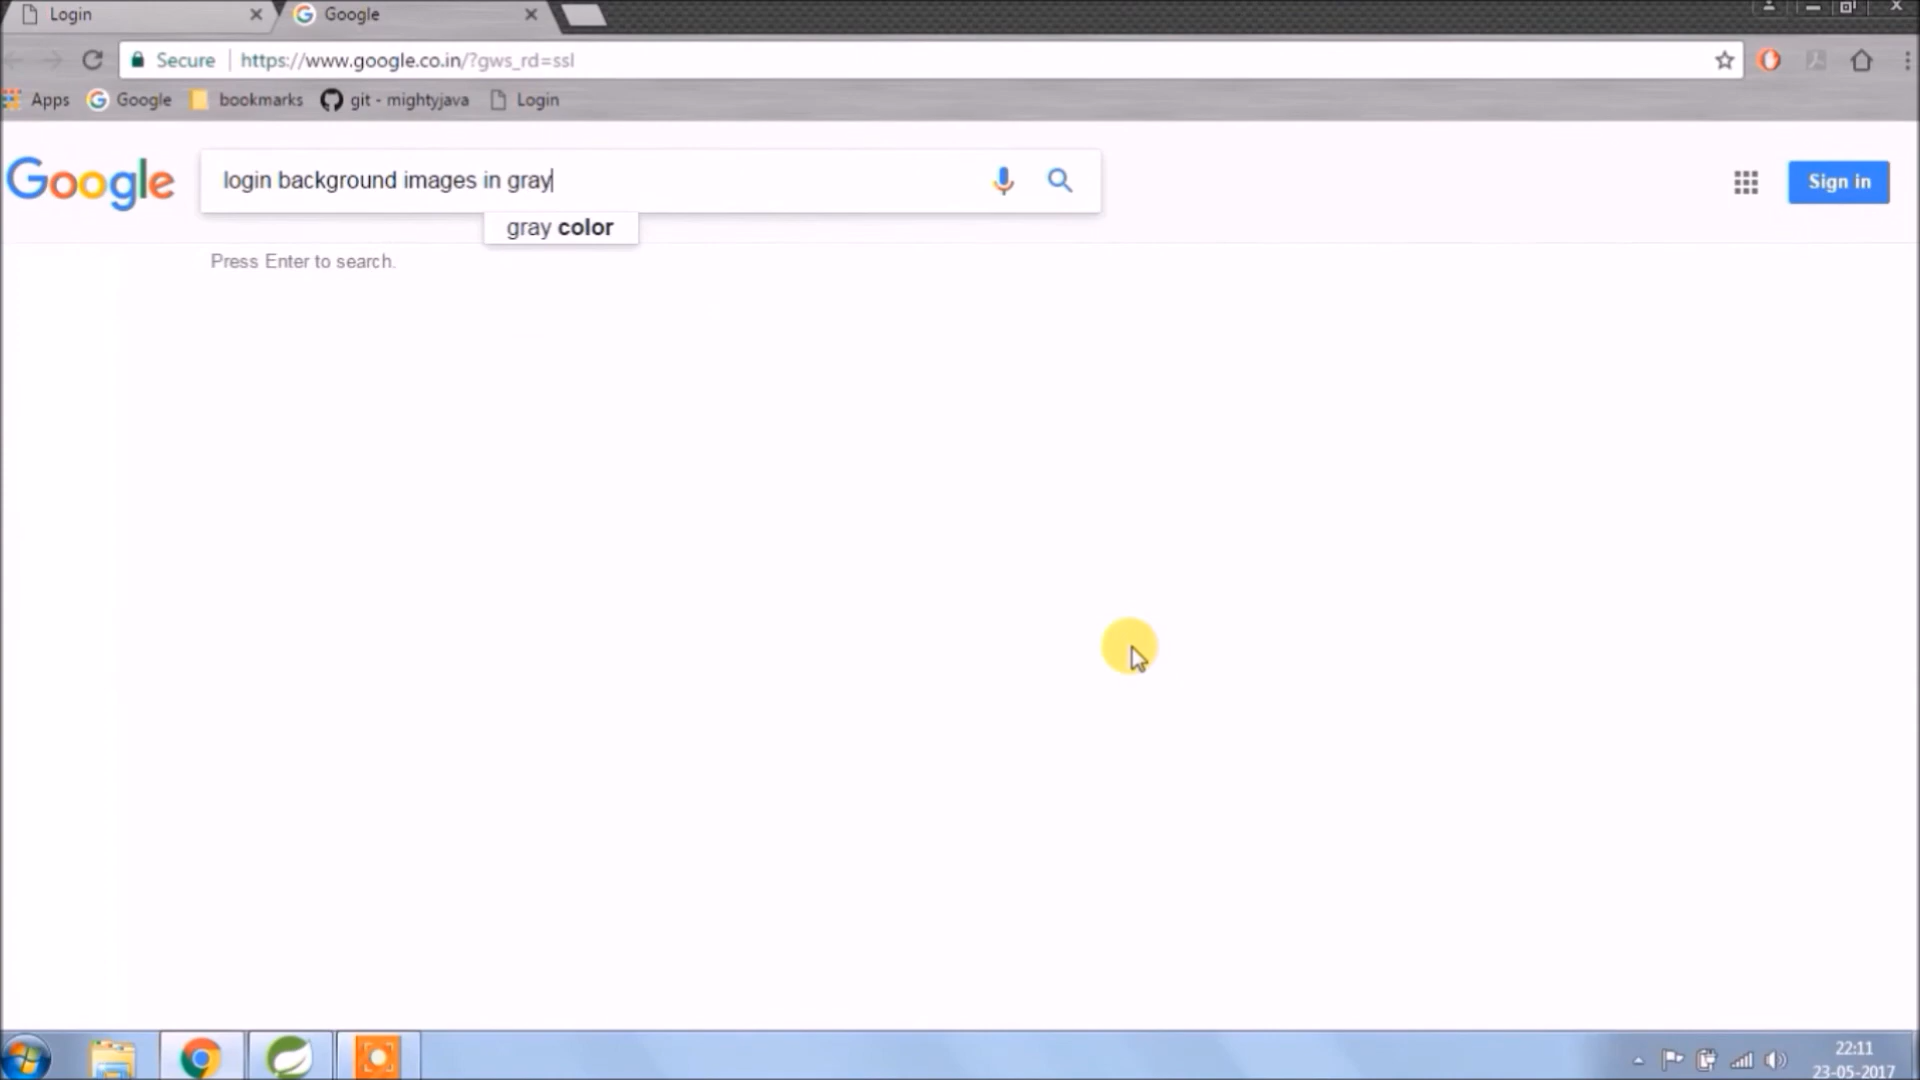 Login
Google
Secure
https://www.google.co.in/?gws_rd=ssl
Apps
Google
bookmarks
git - mightyjava
Login
Google
login background images in gray
Sign in
gray color
Press Enter to search.
22:11
23-05-2017